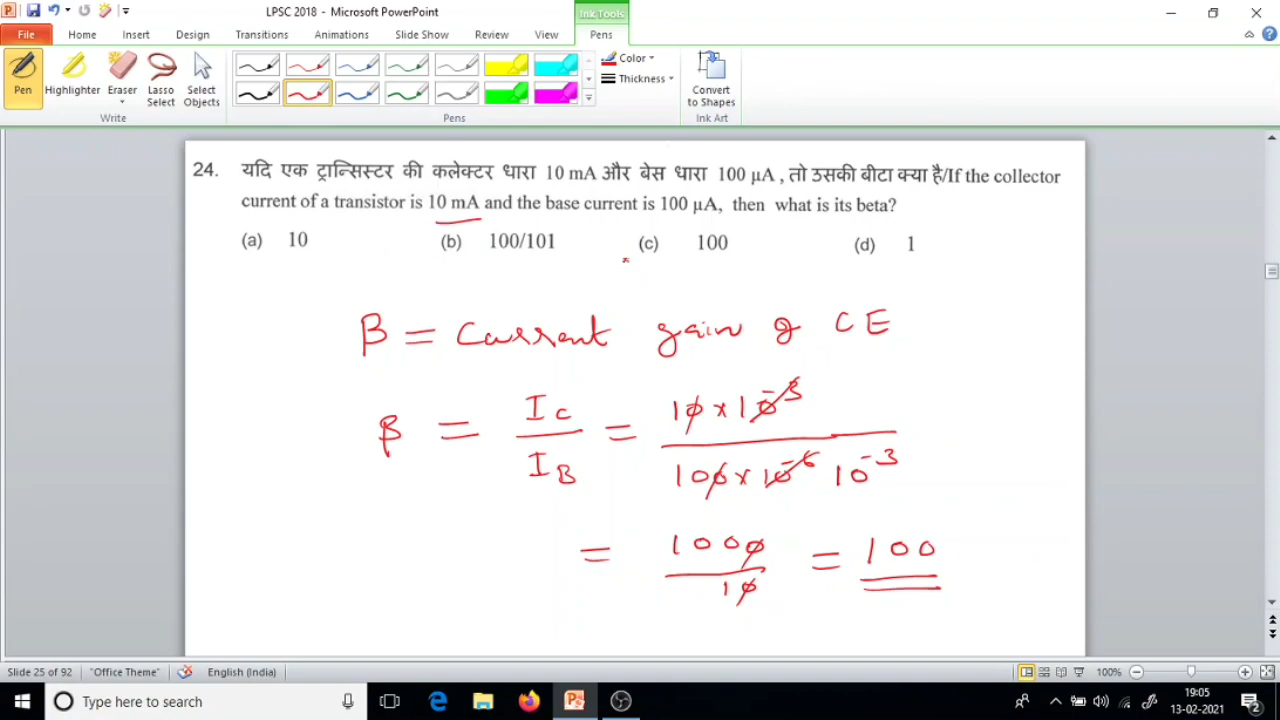 LPSC 2018 - Microsoft PowerPoint
Ink Tools
File Home Insert Design Transitions Animations Slide Show Review View Pens
Pen Highlighter Eraser Lasso Select Select Objects
Color
Thickness
Convert to Shapes
Write Pens Ink Art
24. यदि एक ट्रान्सिस्टर की कलेक्टर धारा 10 mA और बेस धारा 100 μA , तो उसकी बीटा क्या है/If the collector
current of a transistor is 10 mA and the base current is 100 μA, then what is its beta?
(a) 10 (b) 100/101 (c) 100 (d) 1
β = Current gain of CE
β = I_C / I_B = 10 x 10^-3 / 100 x 10^-6 10^-3
= 1000 / 10 = 100
Slide 25 of 92 "Office Theme" English (India) 100%
Type here to search
19:05
13-02-2021
2